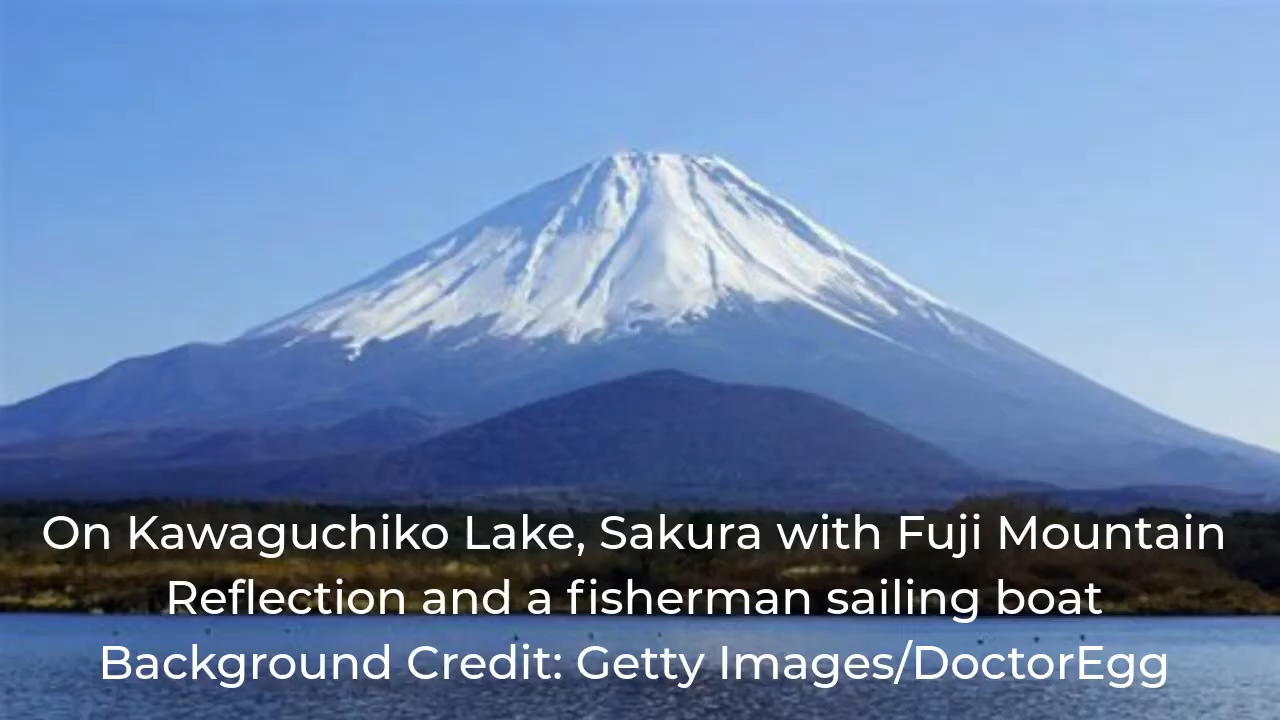 On Kawaguchiko Lake, Sakura with Fuji Mountain
Reflection and a fisherman sailing boat
Background Credit: Getty Images/DoctorEgg